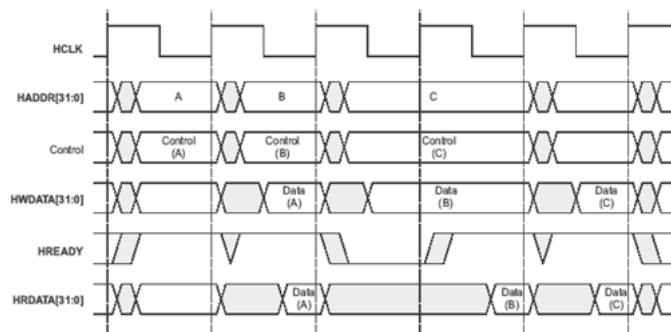 HCLK
HADDR[31:0] A B C
Control Control (A) Control (B) Control (C)
HWDATA[31:0] Data (A) Data (B) Data (C)
HREADY
HRDATA[31:0] Data (A) Data (B) Data (C)